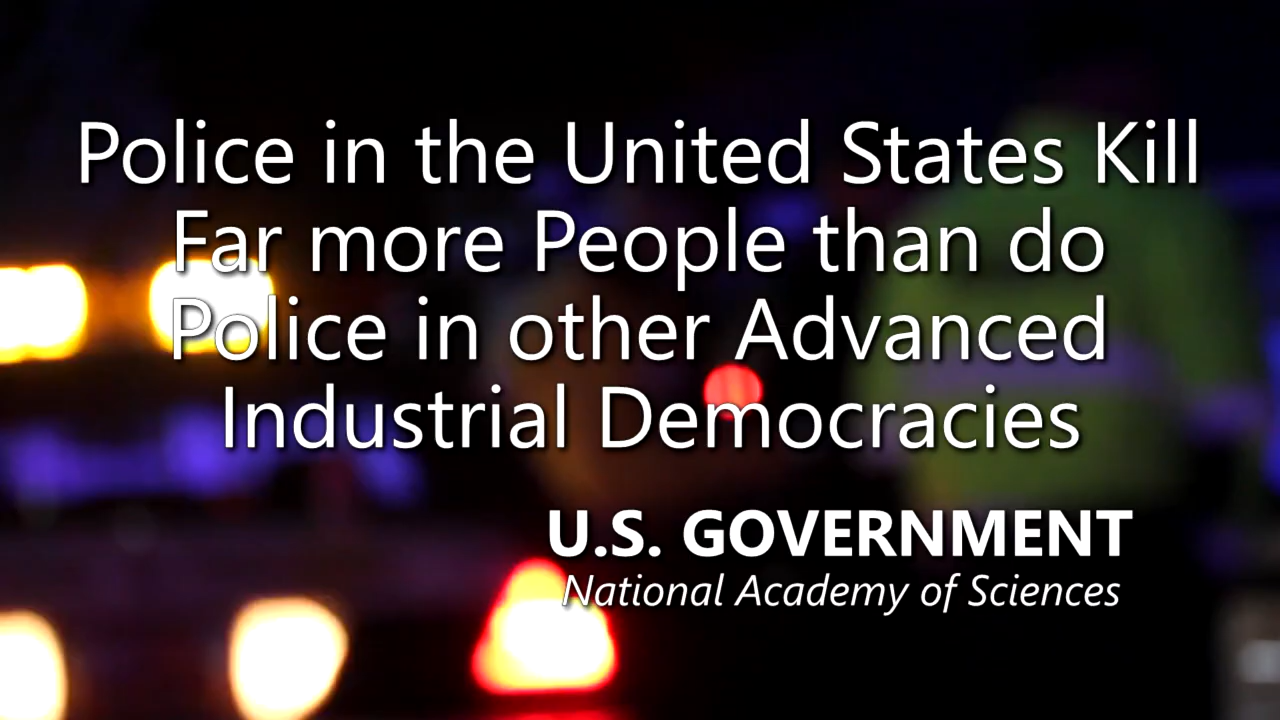 Police in the United States Kill
Far more People than do
Police in other Advanced
Industrial Democracies
U.S. GOVERNMENT
National Academy of Sciences